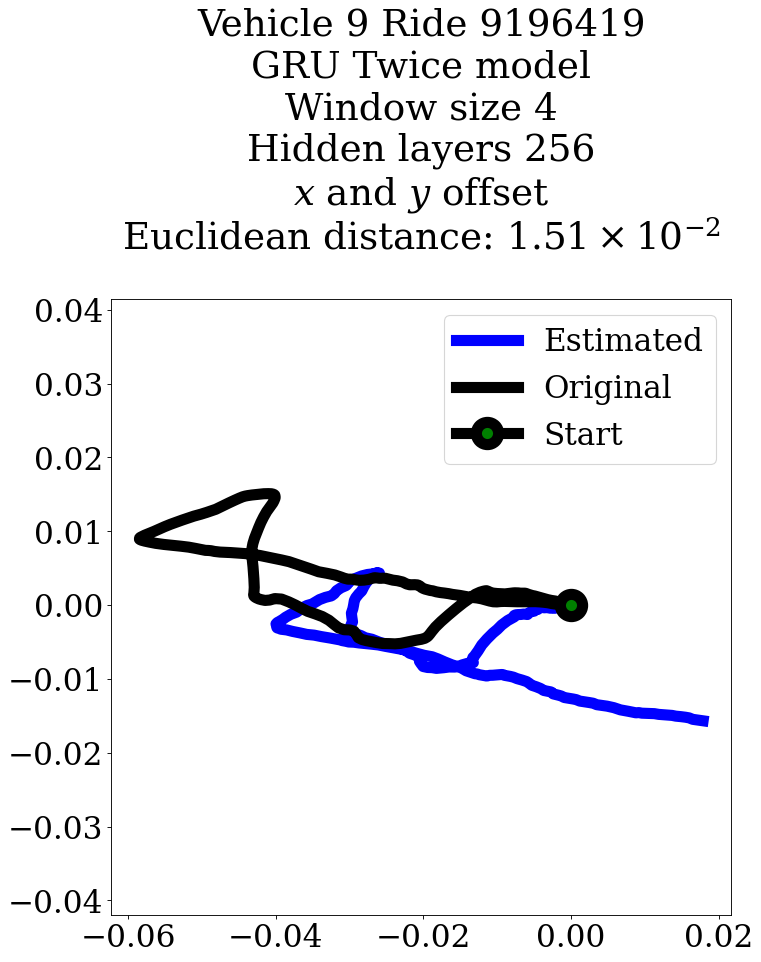 Vehicle 9 Ride 9196419
GRU Twice model
Window size 4
Hidden layers 256
x and y offset
Euclidean distance: 1.51 × 10⁻²
0.04
Estimated
0.03
Original
0.02
Start
0.01
0.00
−0.01
−0.02
−0.03
−0.04
−0.06 −0.04 −0.02 0.00 0.02